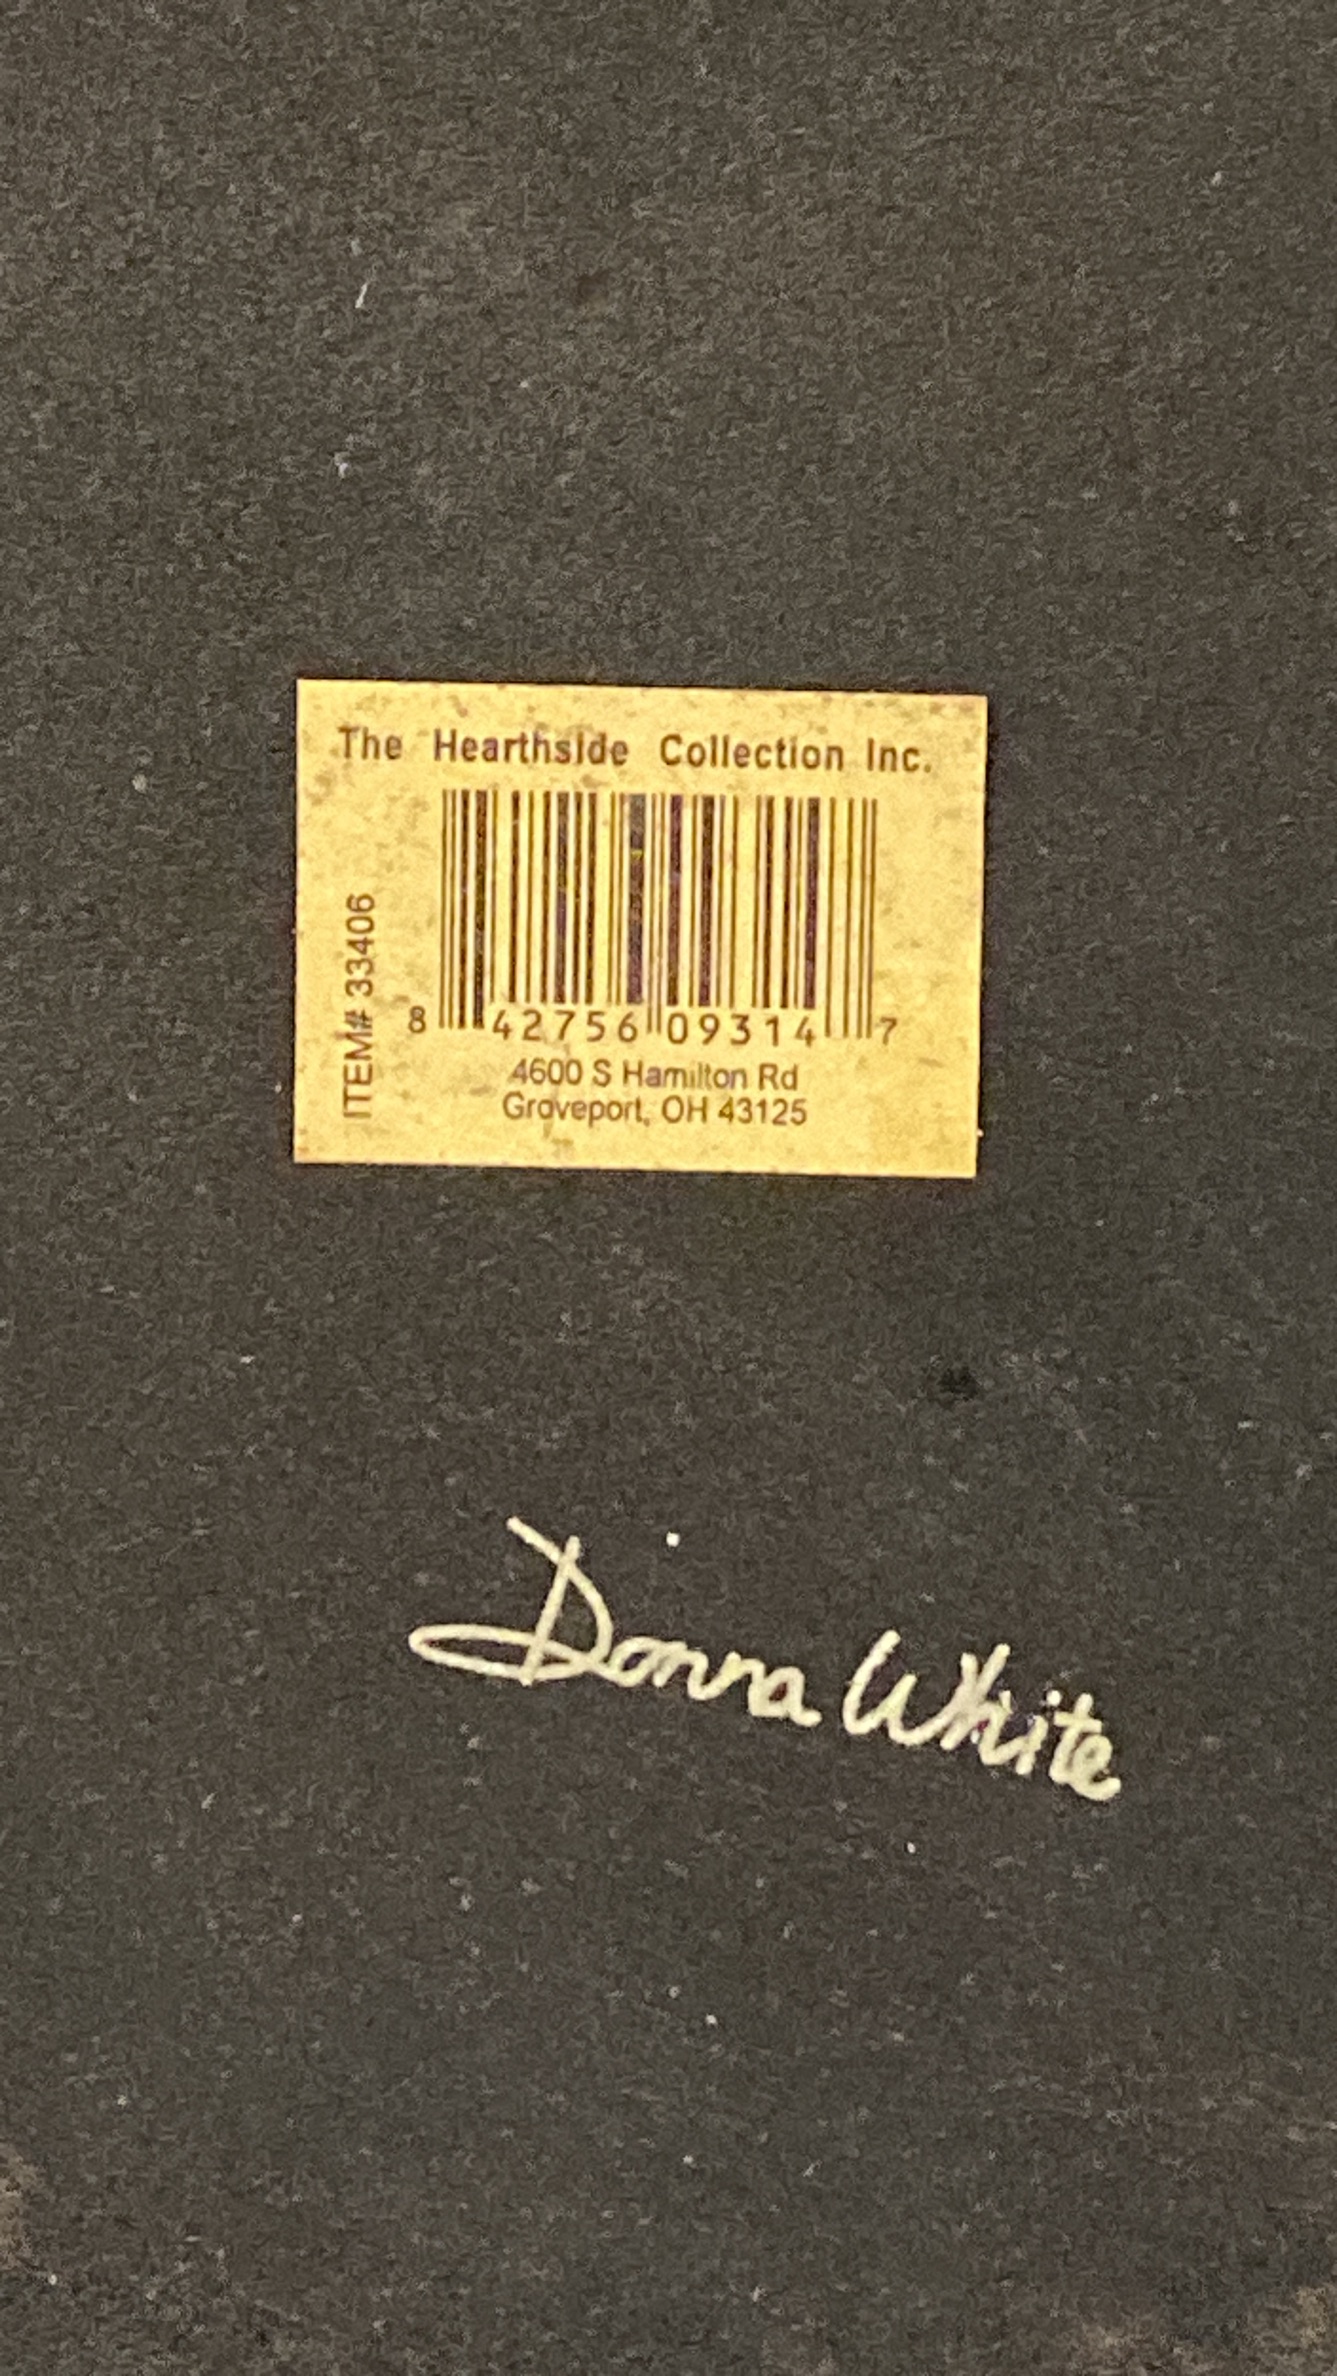 The Hearthside Collection Inc.
ITEM# 33406
8 42756 09314 7
4600 S Hamilton Rd
Groveport, OH 43125
Donna White